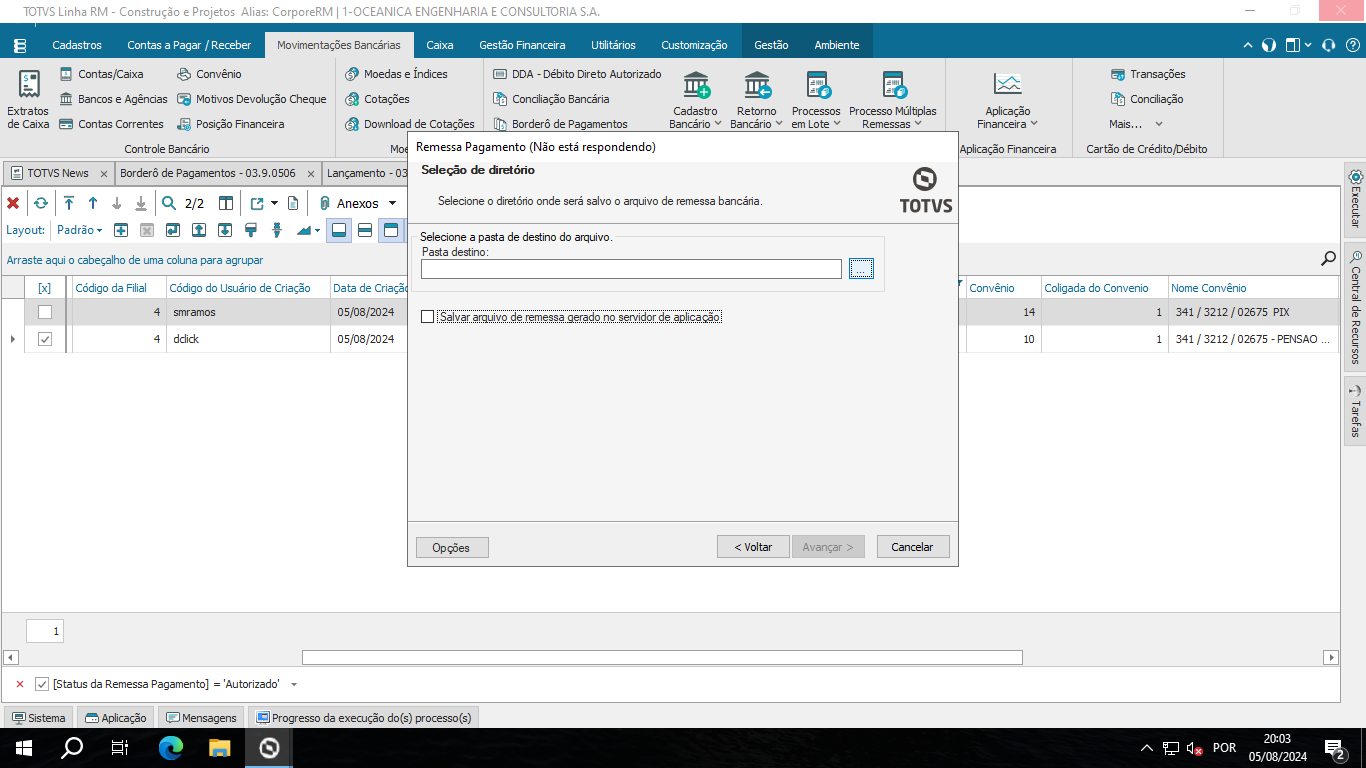 TOTVS Linha RM - Construção e Projetos  Alias: CorporeRM | 1-OCEANICA ENGENHARIA E CONSULTORIA S.A.
Cadastros
Contas a Pagar / Receber
Movimentações Bancárias
Caixa
Gestão Financeira
Utilitários
Customização
Gestão
Ambiente
Extratos
de Caixa
Contas/Caixa
Bancos e Agências
Contas Correntes
Convênio
Motivos Devolução Cheque
Posição Financeira
Controle Bancário
Moedas e Índices
Cotações
Download de Cotações
Moe
DDA - Débito Direto Autorizado
Conciliação Bancária
Borderô de Pagamentos
Cadastro
Bancário
Retorno
Bancário
Processos
em Lote
Processo Múltiplas
Remessas
Aplicação
Financeira
Aplicação Financeira
Transações
Conciliação
Mais...
Cartão de Crédito/Débito
TOTVS News
Borderô de Pagamentos - 03.9.0506
Lançamento - 03
2/2
Anexos
Layout:
Padrão
Arraste aqui o cabeçalho de uma coluna para agrupar
[x]
Código da Filial
Código do Usuário de Criação
Data de Criação
Convênio
Coligada do Convenio
Nome Convênio
4
smramos
05/08/2024
14
1
341 / 3212 / 02675  PIX
4
dclick
05/08/2024
10
1
341 / 3212 / 02675 - PENSAO ...
Remessa Pagamento (Não está respondendo)
Seleção de diretório
Selecione o diretório onde será salvo o arquivo de remessa bancária.
TOTVS
Selecione a pasta de destino do arquivo.
Pasta destino:
...
Salvar arquivo de remessa gerado no servidor de aplicação
Opções
< Voltar
Avançar >
Cancelar
Executar
Central de Recursos
Tarefas
1
[Status da Remessa Pagamento] = 'Autorizado'
Sistema
Aplicação
Mensagens
Progresso da execução do(s) processo(s)
POR
20:03
05/08/2024
2